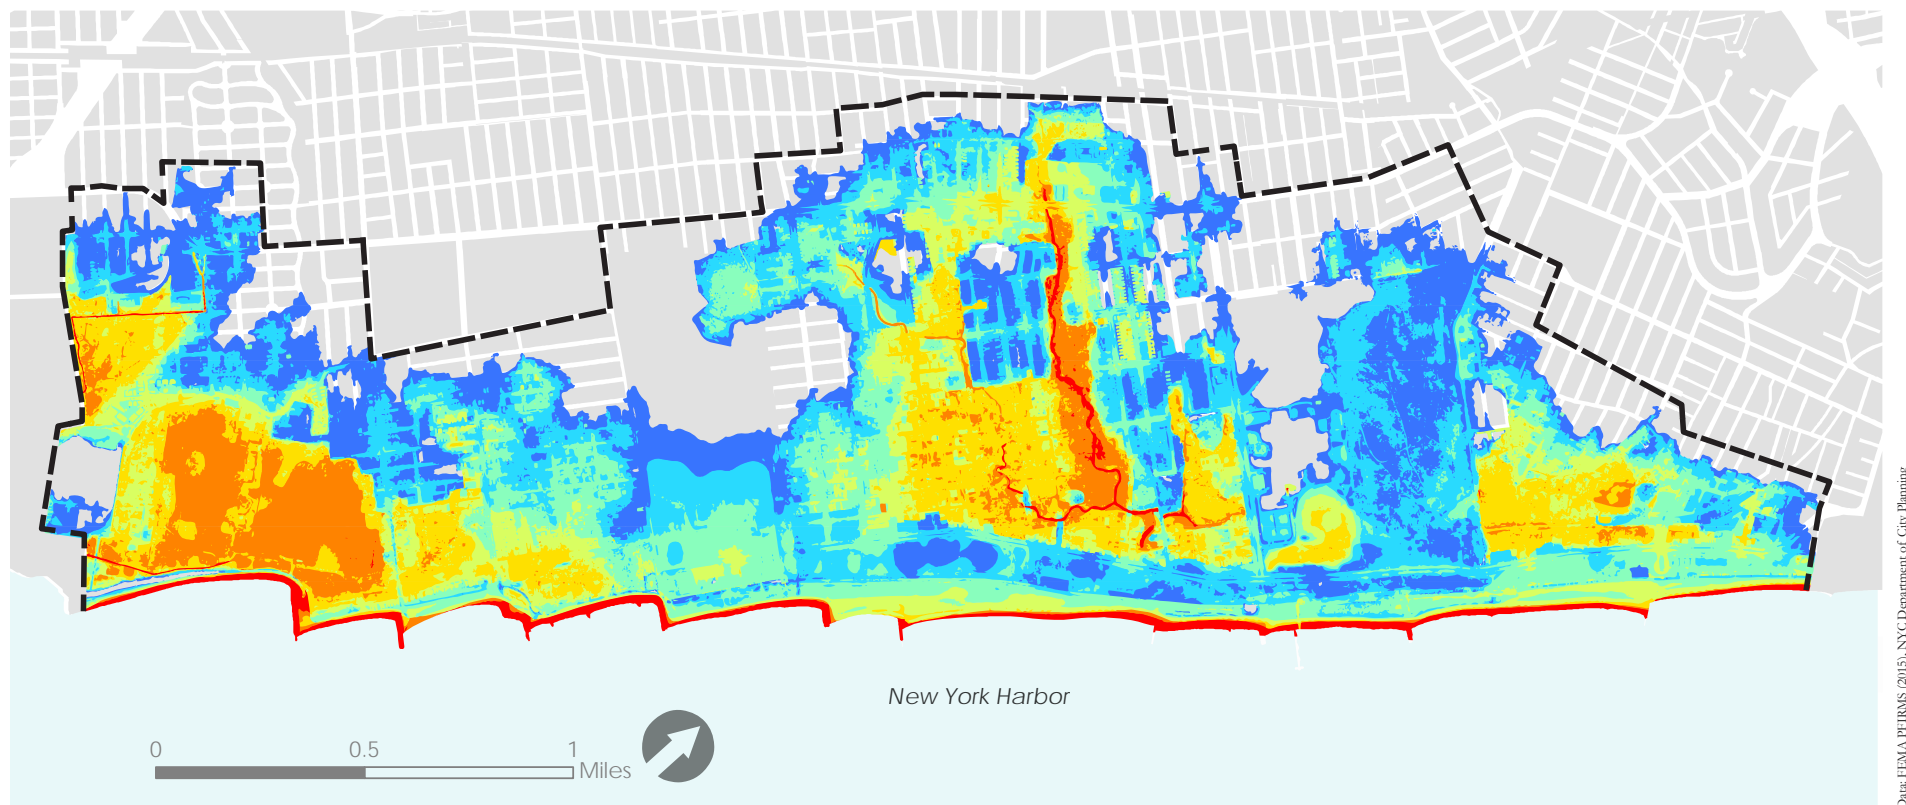 New York Harbor
0 0.5 1
Miles
Data: FEMA PFIRMS (2015), NYC Department of City Planning